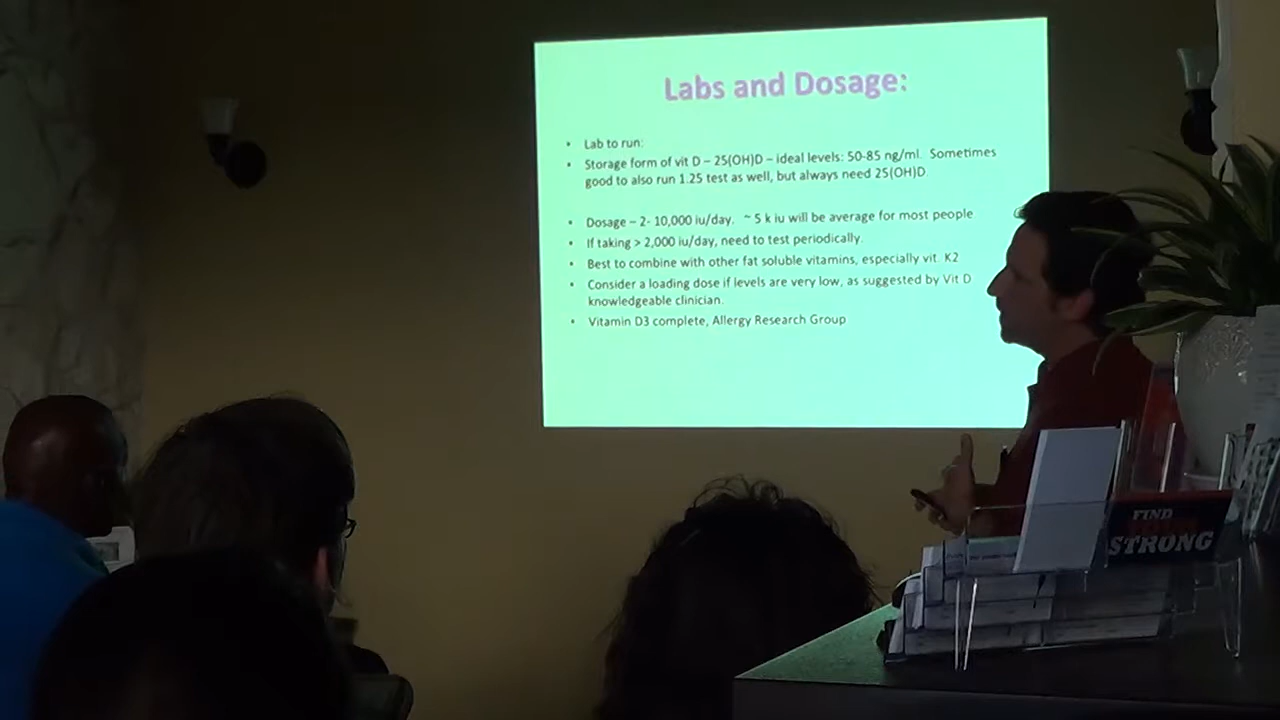 Labs and Dosage:
• Lab to run:
• Storage form of vit D – 25(OH)D – ideal levels: 50-85 ng/ml. Sometimes
good to also run 1.25 test as well, but always need 25(OH)D.
• Dosage – 2- 10,000 iu/day. ~ 5 k iu will be average for most people.
• If taking > 2,000 iu/day, need to test periodically.
• Best to combine with other fat soluble vitamins, especially vit. K2
• Consider a loading dose if levels are very low, as suggested by Vit D
knowledgeable clinician.
• Vitamin D3 complete, Allergy Research Group
FIND
STRONG